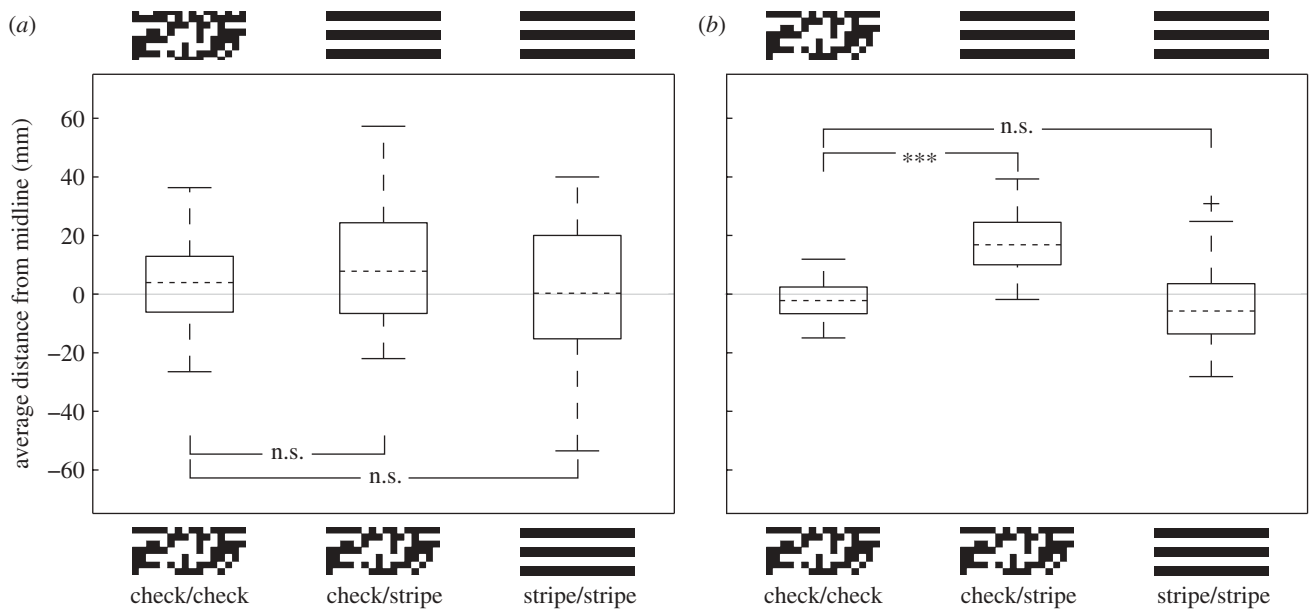 (a)
(b)
average distance from midline (mm)
60
40
20
0
−20
−40
−60
n.s.
n.s.
n.s.
***
+
check/check
check/stripe
stripe/stripe
check/check
check/stripe
stripe/stripe